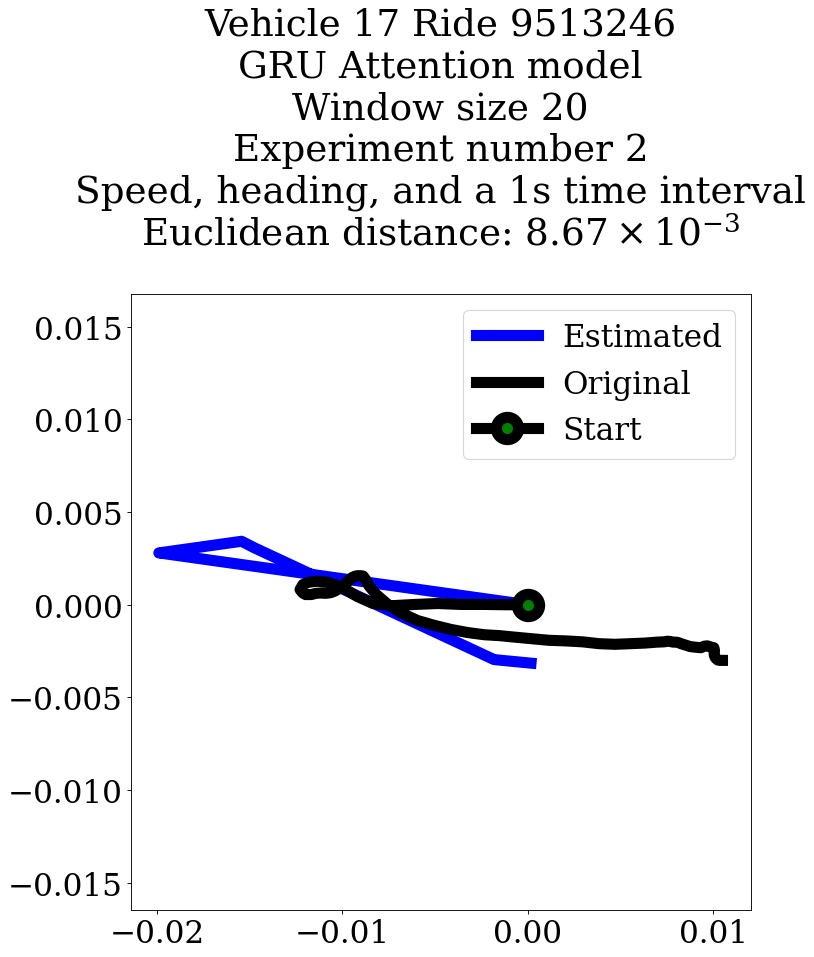 Vehicle 17 Ride 9513246
GRU Attention model
Window size 20
Experiment number 2
Speed, heading, and a 1s time interval
Euclidean distance: 8.67 × 10⁻³
Estimated
Original
Start
0.015
0.010
0.005
0.000
−0.005
−0.010
−0.015
−0.02
−0.01
0.00
0.01